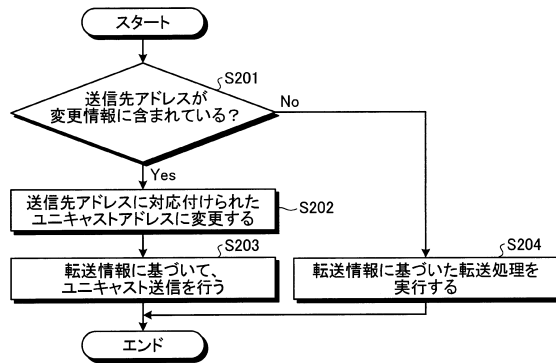 スタート
S201
送信先アドレスが
変更情報に含まれている？
No
Yes
送信先アドレスに対応付けられた
ユニキャストアドレスに変更する
S202
S203
転送情報に基づいて、
ユニキャスト送信を行う
S204
転送情報に基づいた転送処理を
実行する
エンド